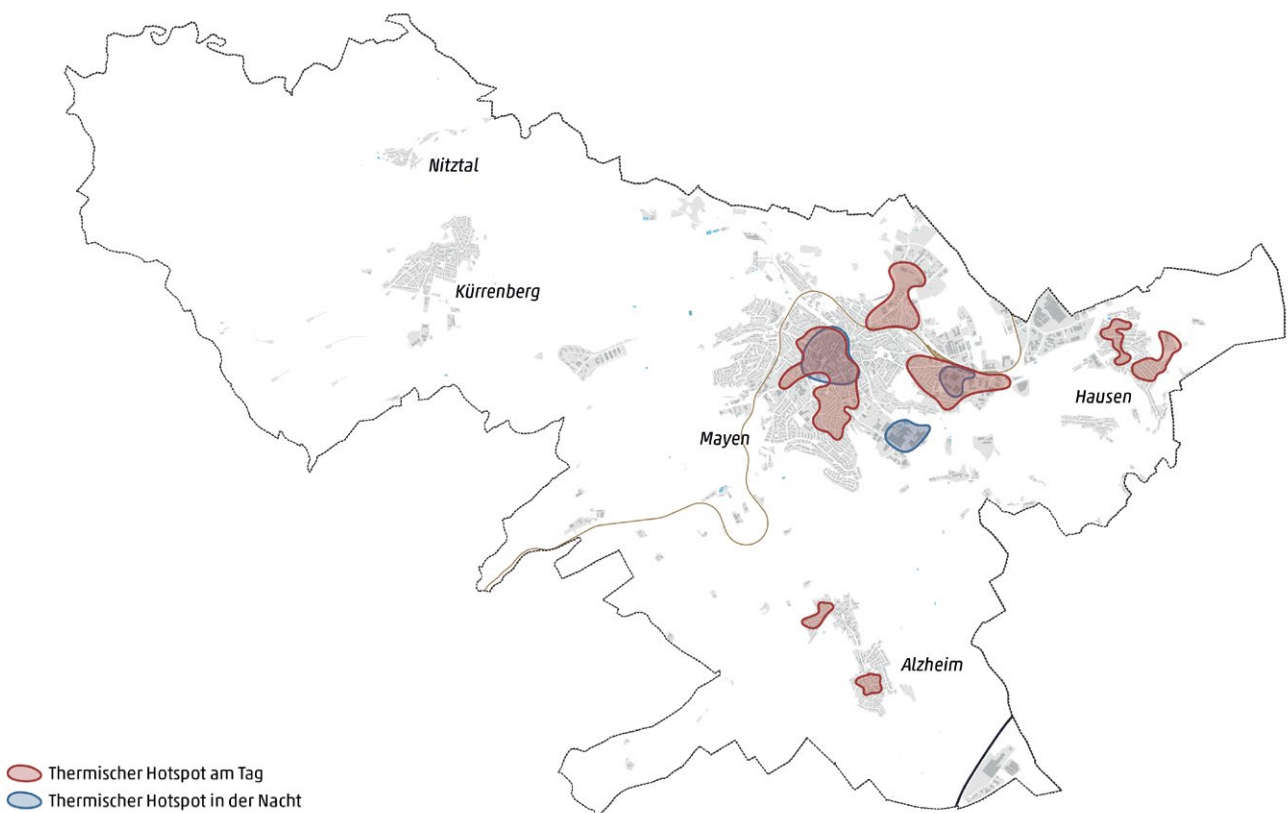 Nitztal
Kürrenberg
Hausen
Mayen
Alzheim
Thermischer Hotspot am Tag
Thermischer Hotspot in der Nacht